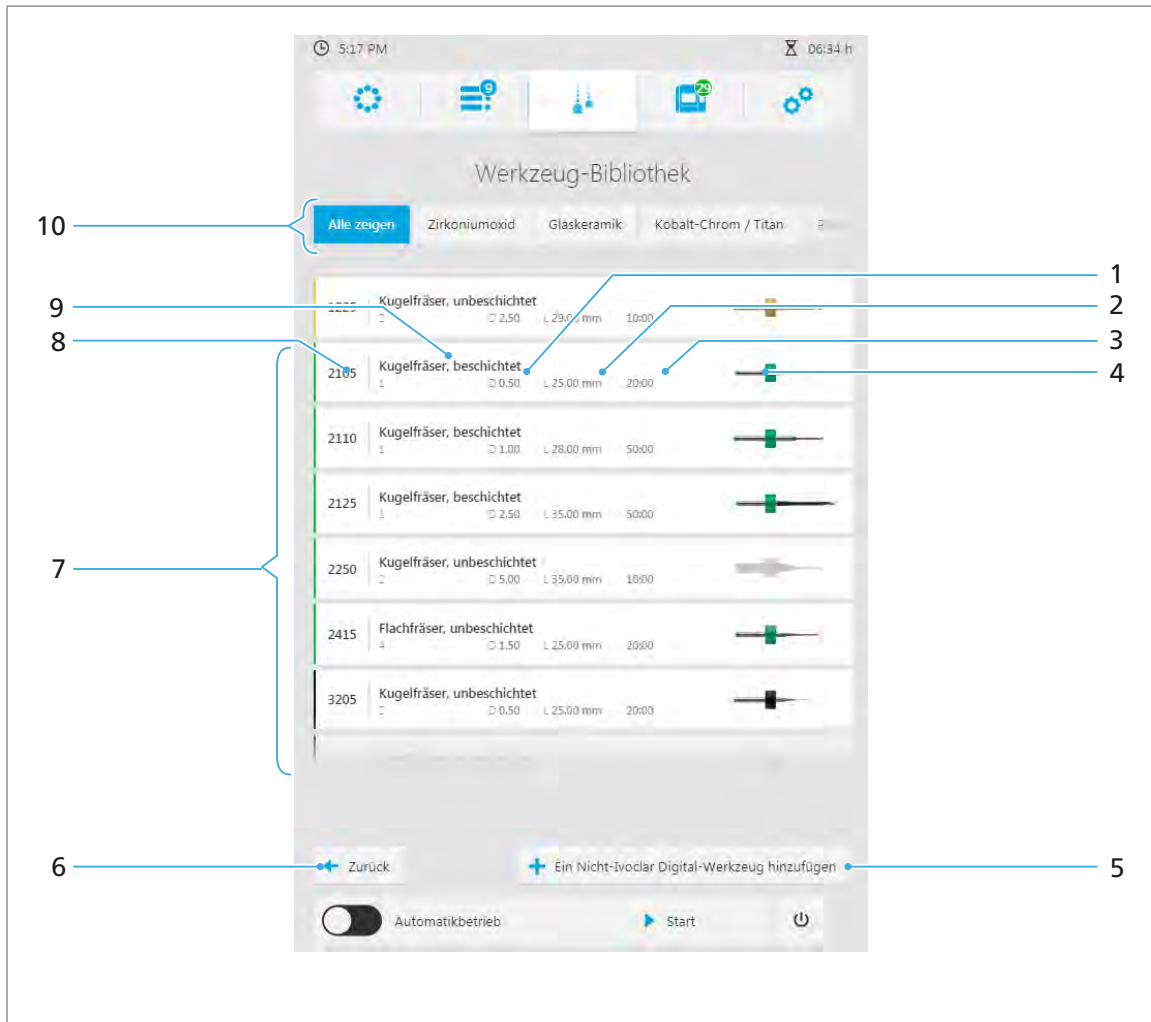 5:17 PM 06:34 h
9 29
Werkzeug-Bibliothek
10
Alle zeigen Zirkoniumoxid Glaskeramik Kobalt-Chrom / Titan
1
9 Kugelfräser, unbeschichtet 2
D 2.50 L 29.00 mm 10:00
8 3
2105 Kugelfräser, beschichtet 4
1 D 0.50 L 25.00 mm 20:00
2110 Kugelfräser, beschichtet
1 D 1.00 L 28.00 mm 50:00
2125 Kugelfräser, beschichtet
1 D 2.50 L 35.00 mm 50:00
7
2250 Kugelfräser, unbeschichtet
2 D 5.00 L 35.00 mm 10:00
2415 Flachfräser, unbeschichtet
4 D 1.50 L 25.00 mm 20:00
3205 Kugelfräser, unbeschichtet
2 D 0.50 L 25.00 mm 20:00
6 Zurück Ein Nicht-Ivoclar Digital-Werkzeug hinzufügen 5
Automatikbetrieb Start